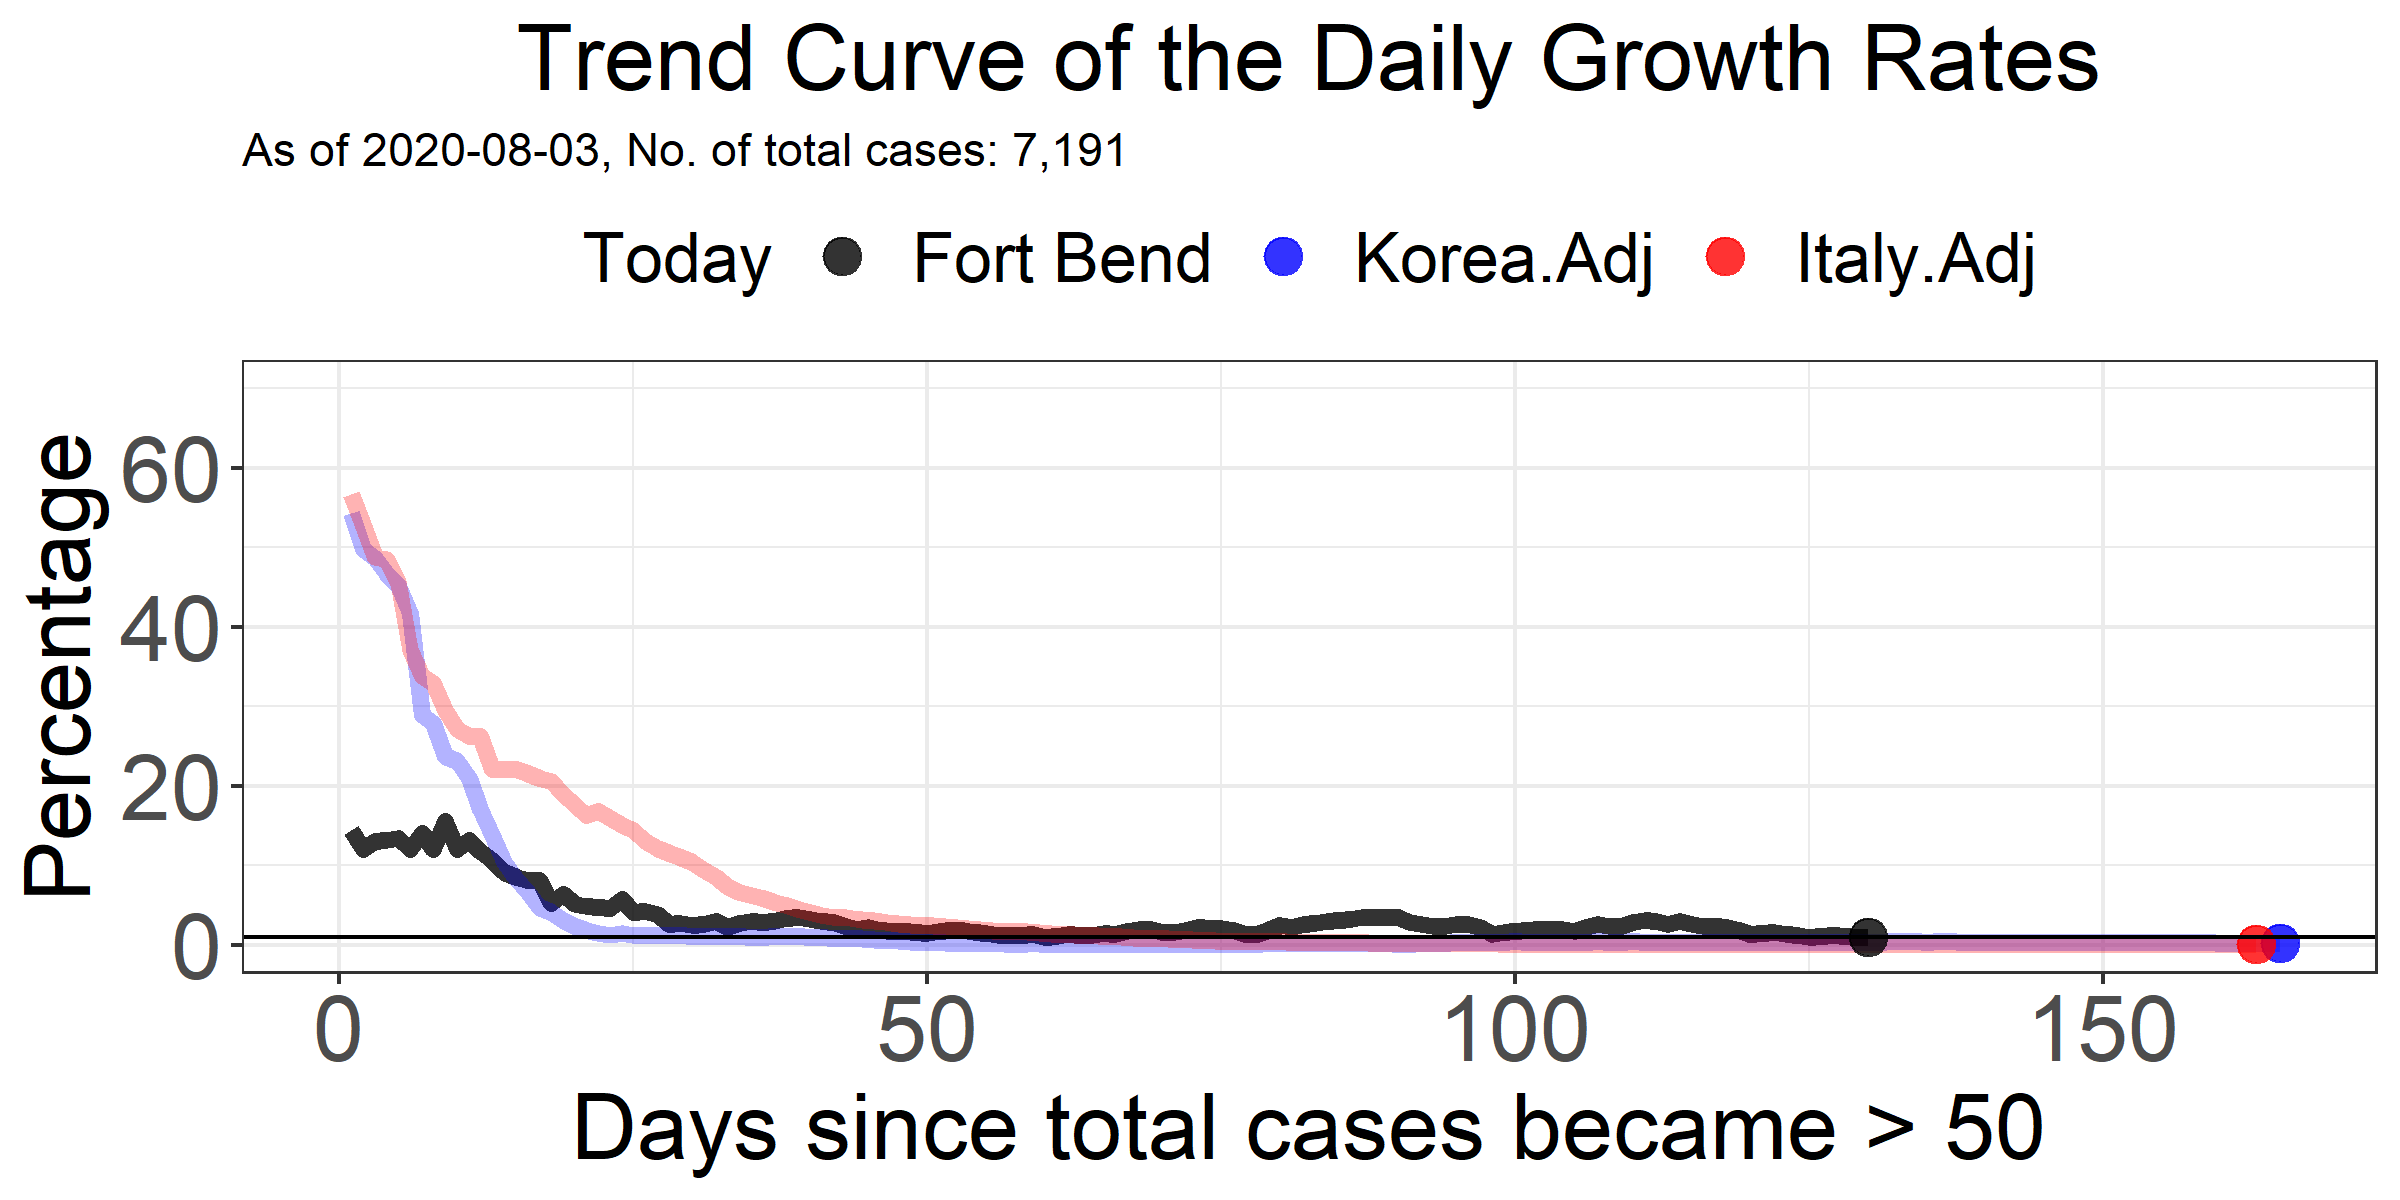 Trend Curve of the Daily Growth Rates
As of 2020-08-03, No. of total cases: 7,191
Today Fort Bend Korea.Adj Italy.Adj
Percentage
60
40
20
0
0 50 100 150
Days since total cases became > 50